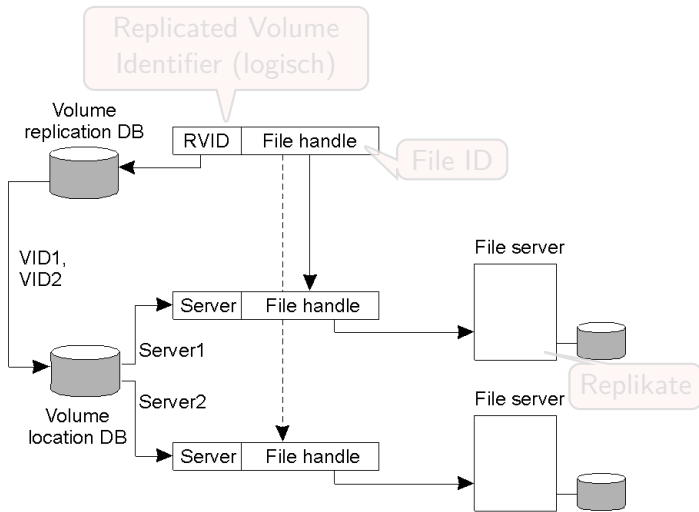 Replicated Volume
Identifier (logisch)
Volume
replication DB
RVID
File handle
File ID
VID1,
VID2
File server
Server
File handle
Server1
Replikate
Server2
File server
Volume
location DB
Server
File handle